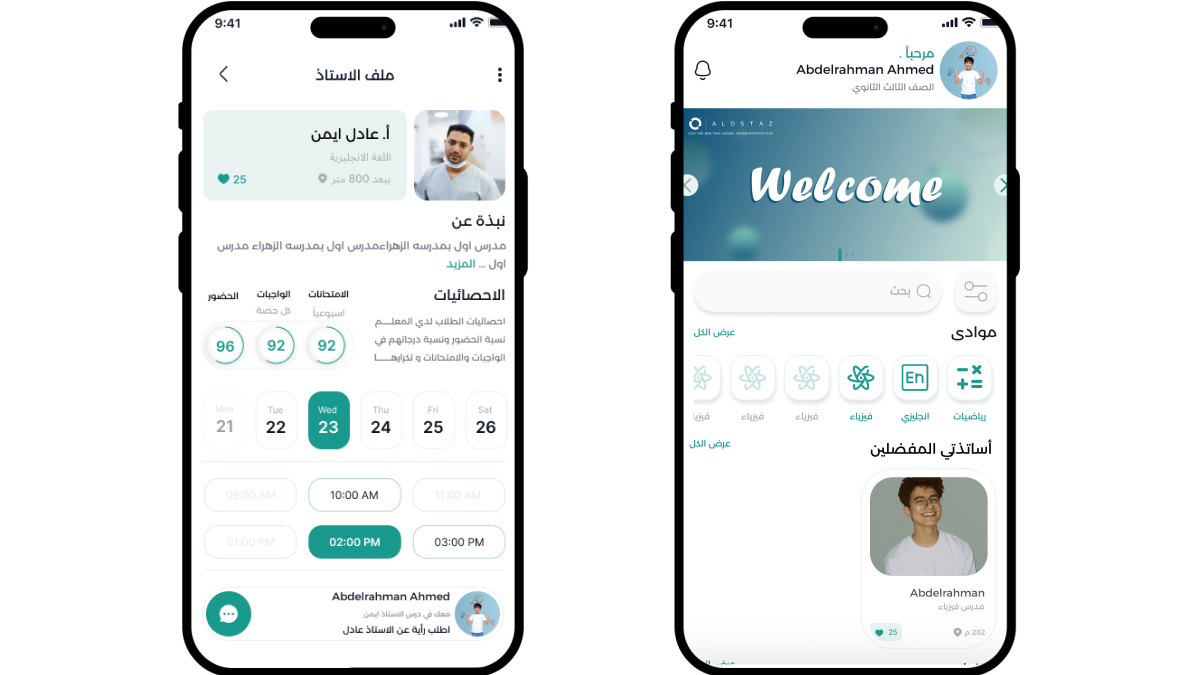 9:41
ملف الاستاذ
أ. عادل ايمن
اللغة الانجليزية
يبعد 800 متر
25
نبذة عن
مدرس اول بمدرسه الزهراءمدرس اول بمدرسه الزهراء مدرس
اول ... المزيد
الاحصائيات
احصائيات الطلاب لدي المعلم
نسبة الحضور ونسبة درجاتهم في
الواجبات والامتحانات و تكرارها
الامتحانات
اسبوعياً
92
الواجبات
كل حصة
92
الحضور
96
Mon Tue Wed Thu Fri Sat
21 22 23 24 25 26
09:00 AM 10:00 AM 11:00 AM
01:00 PM 02:00 PM 03:00 PM
Abdelrahman Ahmed
معك في درس الاستاذ ايمن
اطلب رأية عن الاستاذ عادل
9:41
مرحباً .
Abdelrahman Ahmed
الصف الثالث الثانوي
ALOSTAZ
Welcome
بحث
موادى
عرض الكل
En
رياضيات انجليزي فيزياء فيزياء فيزياء
أساتذتي المفضلين
عرض الكل
Abdelrahman
مدرس فيزياء
282 م
25